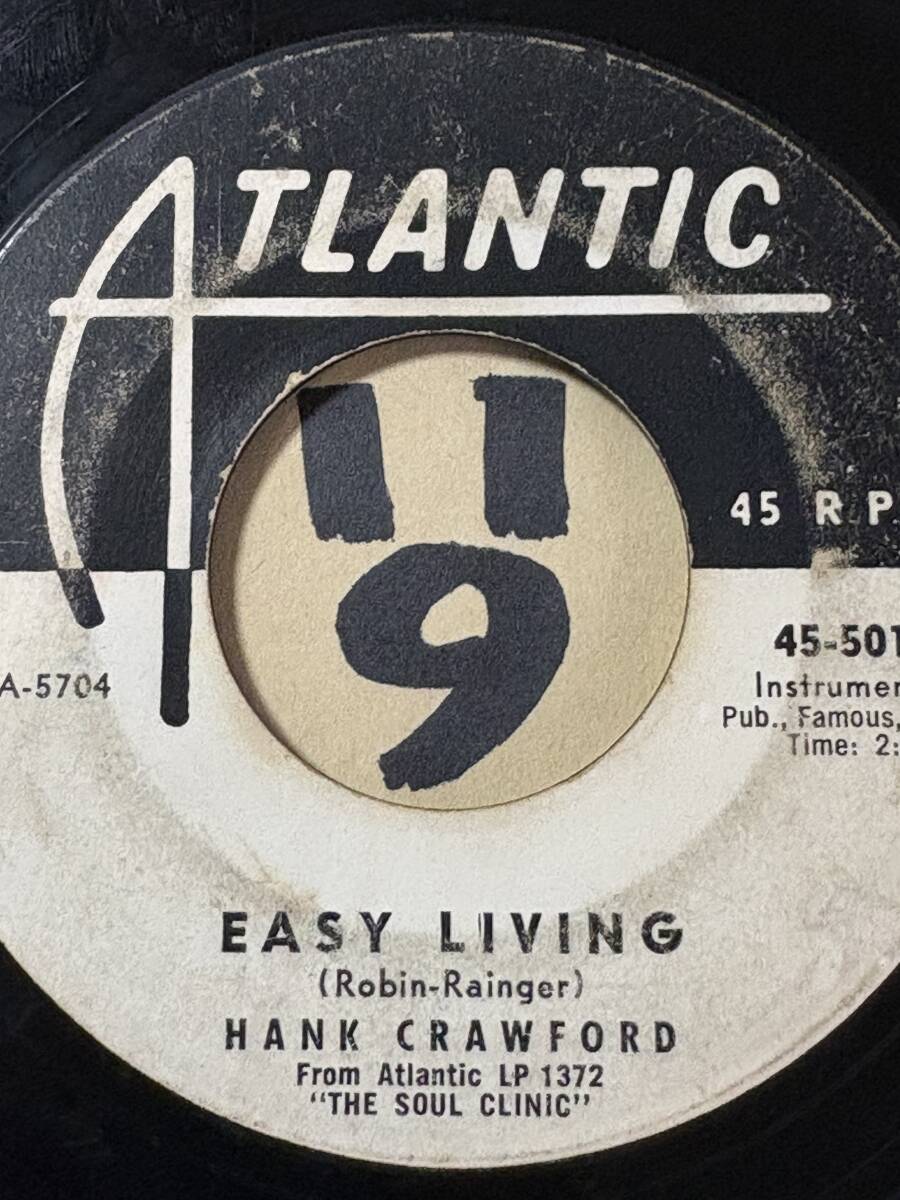 ATLANTIC
11
9
45 R.P.
45-501
A-5704
Instrumen
Pub., Famous,
Time: 2:
EASY LIVING
(Robin-Rainger)
HANK CRAWFORD
From Atlantic LP 1372
"THE SOUL CLINIC"